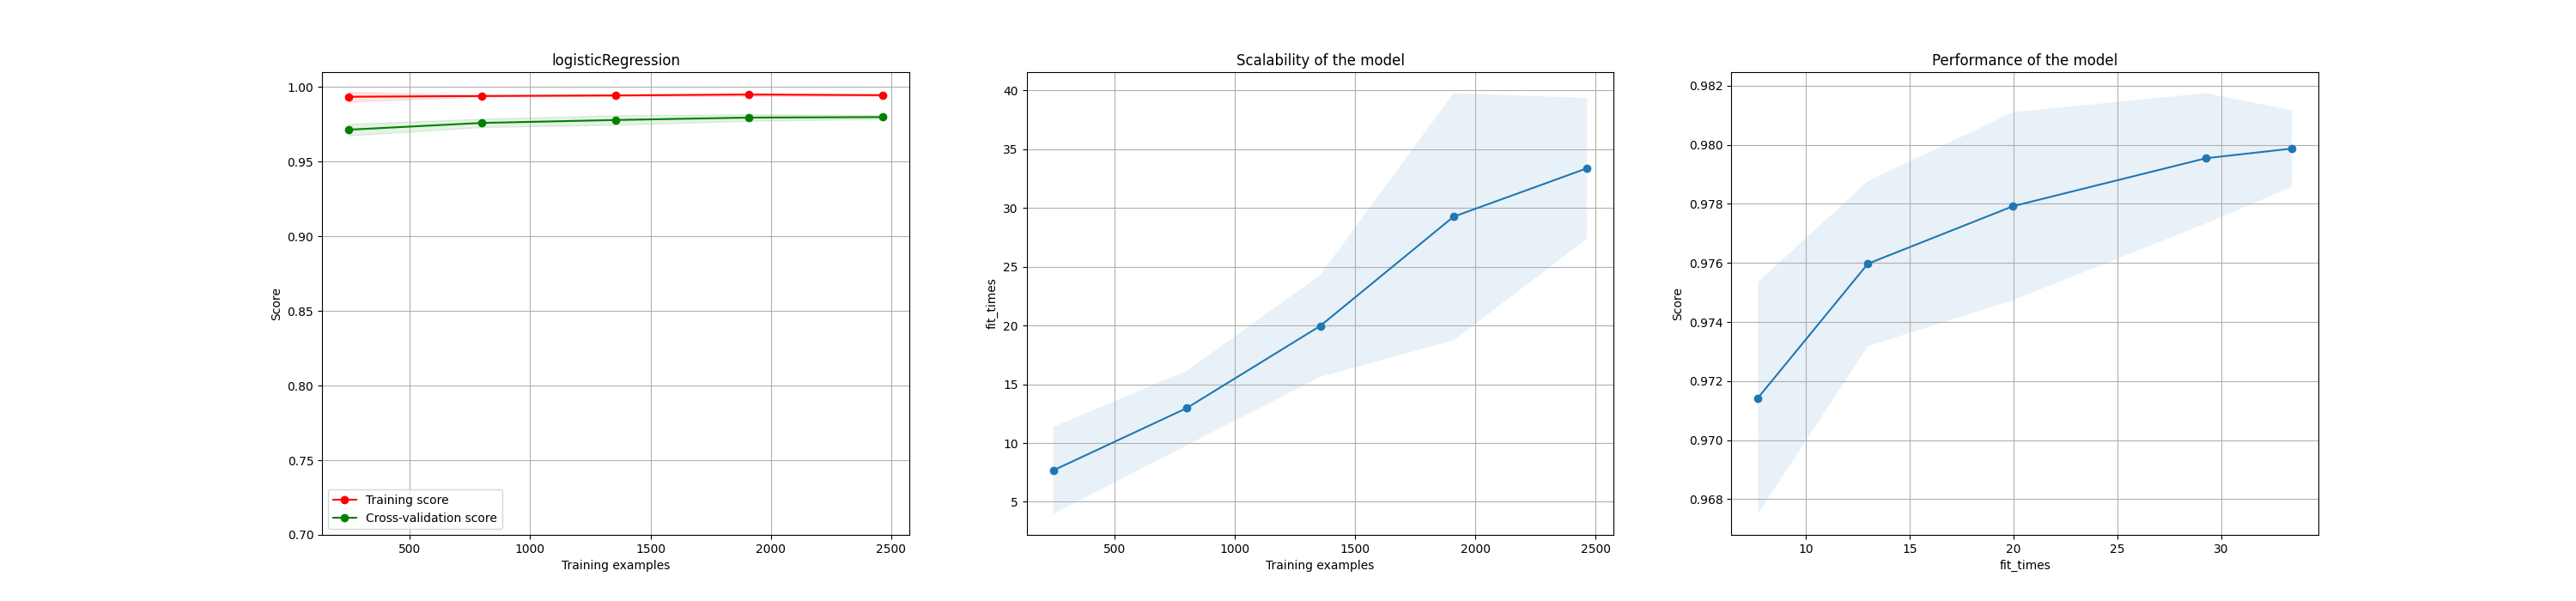 logisticRegression
Score
1.00
0.95
0.90
0.85
0.80
0.75
0.70
Training score
Cross-validation score
500 1000 1500 2000 2500
Training examples
Scalability of the model
fit_times
40
35
30
25
20
15
10
5
500 1000 1500 2000 2500
Training examples
Performance of the model
Score
0.982
0.980
0.978
0.976
0.974
0.972
0.970
0.968
10 15 20 25 30
fit_times